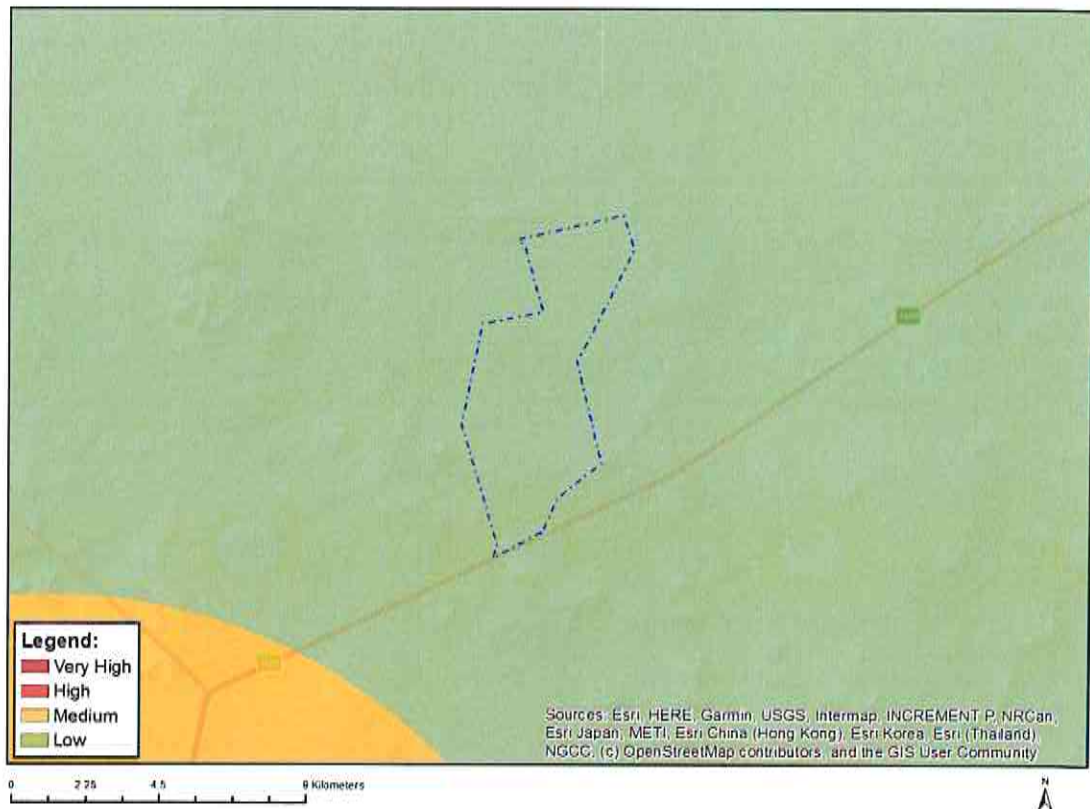 Legend:
Very High
High
Medium
Low
Sources: Esri, HERE, Garmin, USGS, Intermap, INCREMENT P, NRCan,
Esri Japan, METI, Esri China (Hong Kong), Esri Korea, Esri (Thailand),
NGCC, (c) OpenStreetMap contributors, and the GIS User Community
0 2.25 4.5 9 Kilometers
N